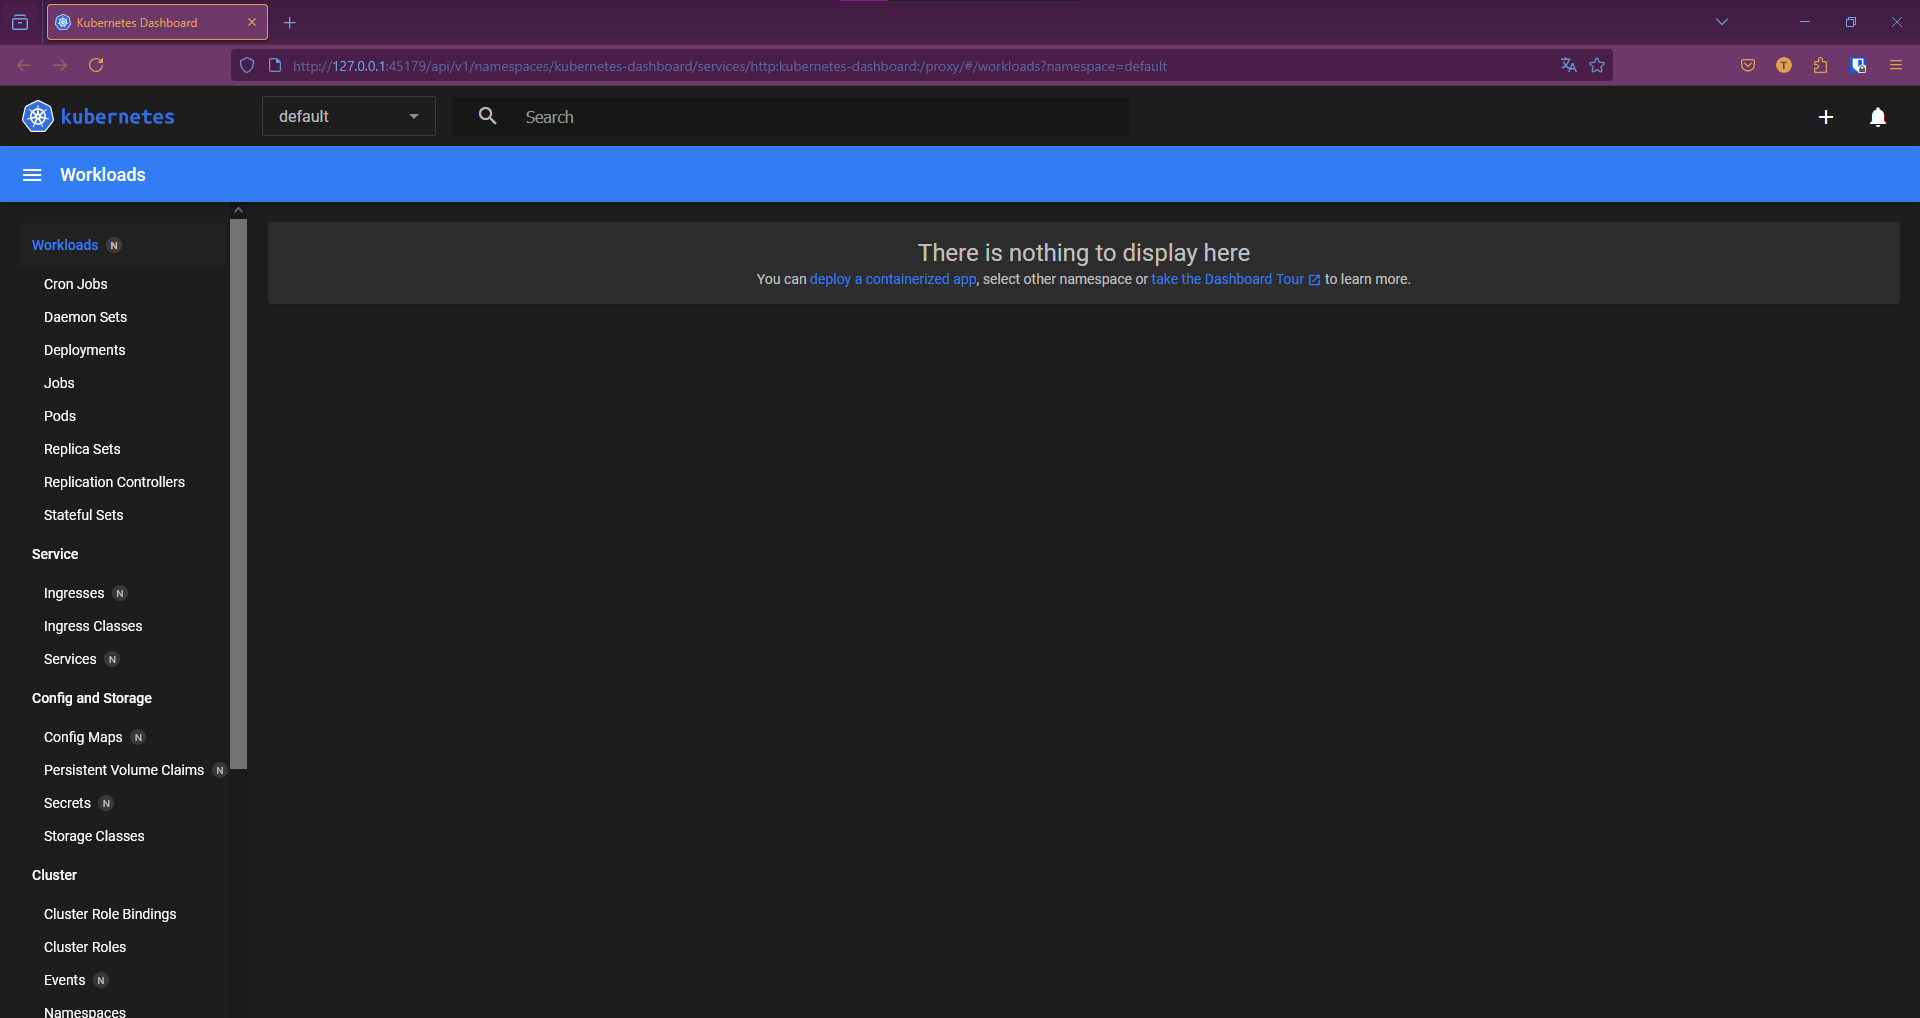 Kubernetes Dashboard
http://127.0.0.1:45179/api/v1/namespaces/kubernetes-dashboard/services/http:kubernetes-dashboard:/proxy/#/workloads?namespace=default
T
kubernetes
default
Search
Workloads
Workloads N
Cron Jobs
Daemon Sets
Deployments
Jobs
Pods
Replica Sets
Replication Controllers
Stateful Sets
Service
Ingresses N
Ingress Classes
Services N
Config and Storage
Config Maps N
Persistent Volume Claims N
Secrets N
Storage Classes
Cluster
Cluster Role Bindings
Cluster Roles
Events N
Namespaces
There is nothing to display here
You can deploy a containerized app, select other namespace or take the Dashboard Tour to learn more.